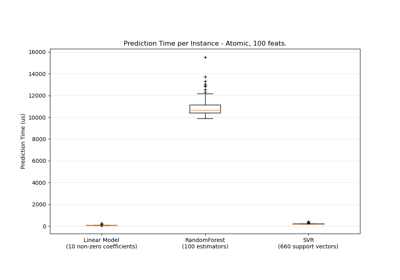 Prediction Time per Instance - Atomic, 100 feats.
16000
14000
12000
10000
8000
6000
4000
2000
0
Prediction Time (us)
Linear Model
(10 non-zero coefficients)
RandomForest
(100 estimators)
SVR
(660 support vectors)